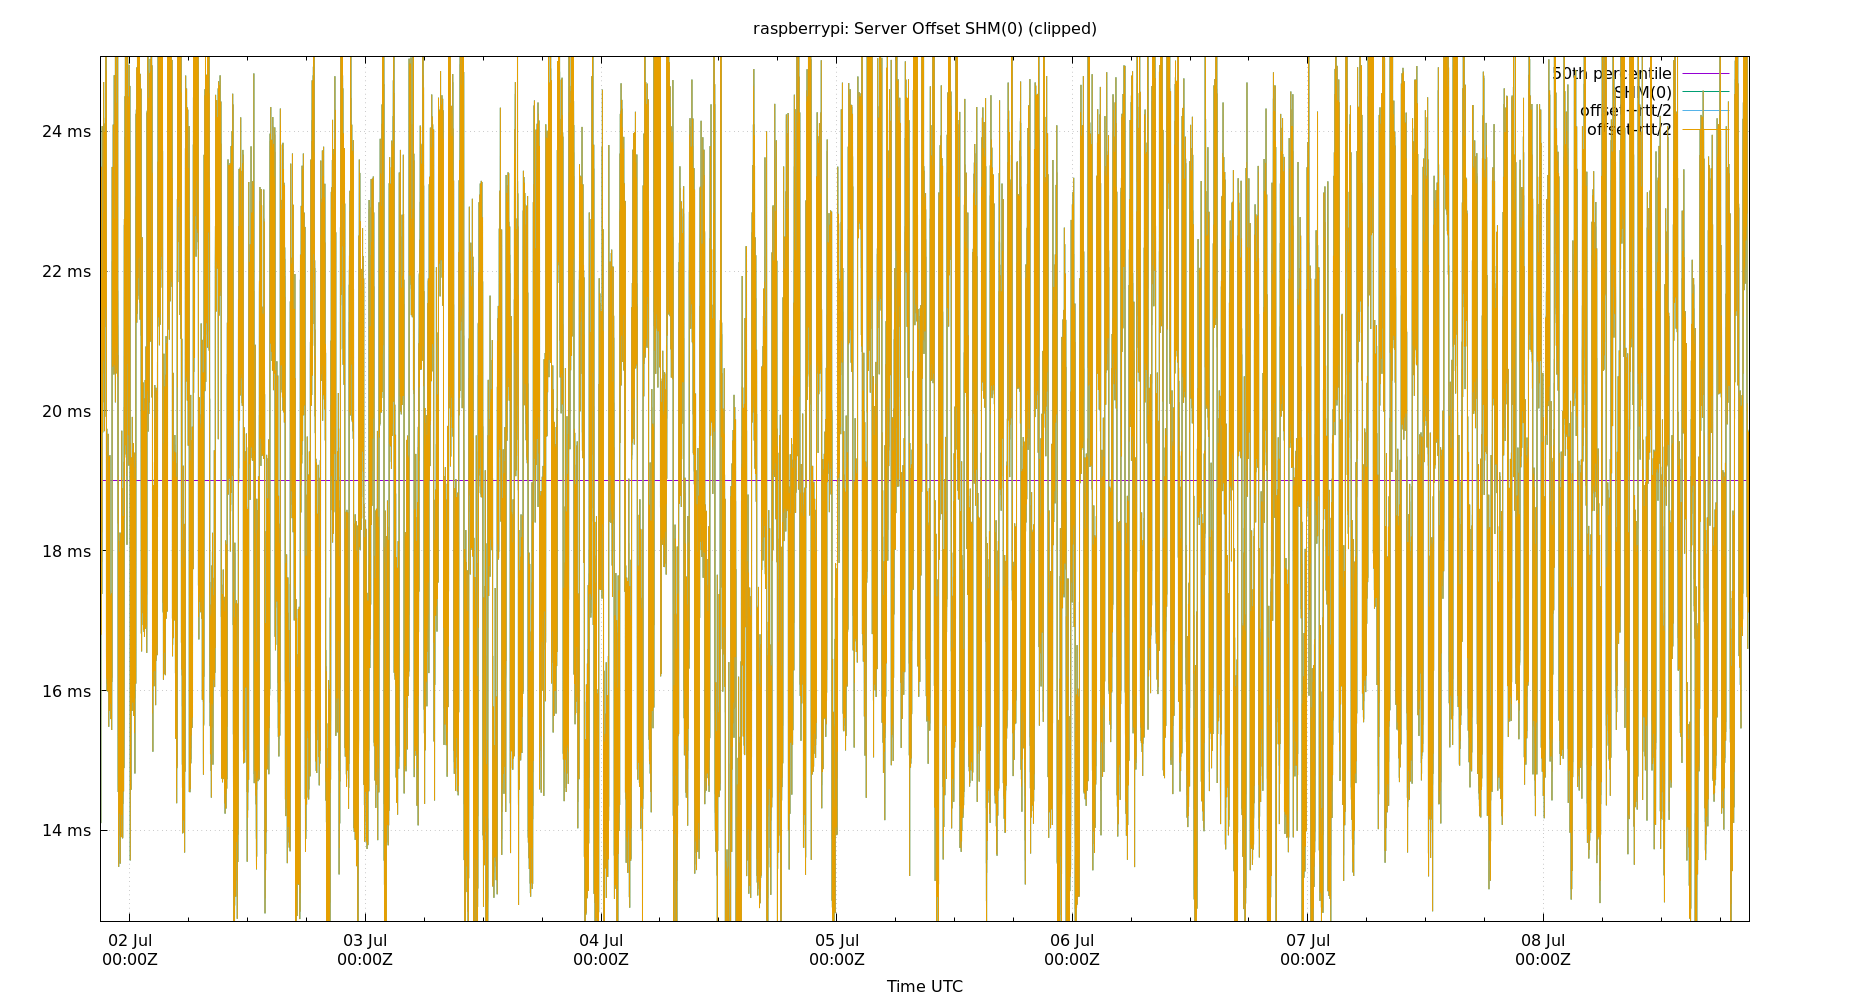 raspberrypi: Server Offset SHM(0) (clipped)
50th percentile
SHM(0)
offset+rtt/2
offset-rtt/2
24 ms
22 ms
20 ms
18 ms
16 ms
14 ms
02 Jul 03 Jul 04 Jul 05 Jul 06 Jul 07 Jul 08 Jul
00:00Z 00:00Z 00:00Z 00:00Z 00:00Z 00:00Z 00:00Z
Time UTC